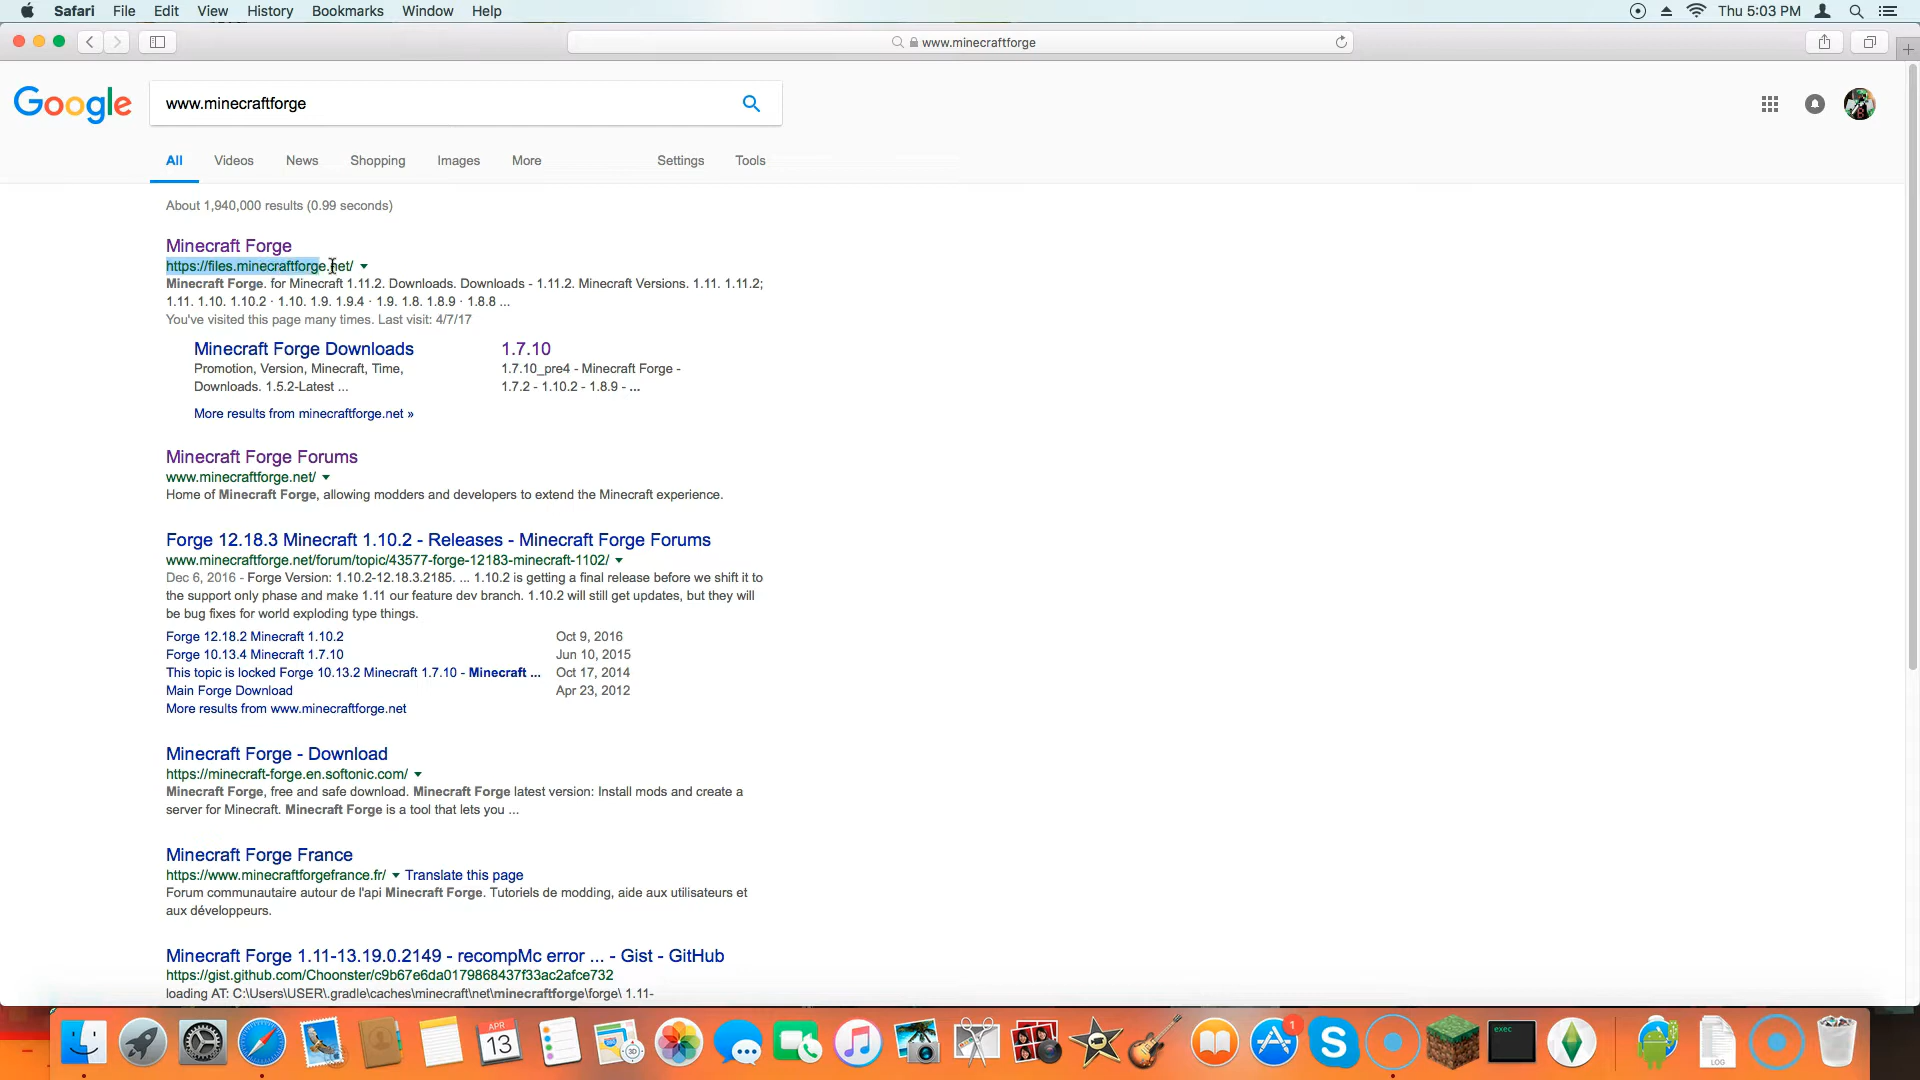 Safari File Edit View History Bookmarks Window Help Thu 5:03 PM
www.minecraftforge
Google www.minecraftforge
All Videos News Shopping Images More Settings Tools
About 1,940,000 results (0.99 seconds)
Minecraft Forge
https://files.minecraftforge.net/
Minecraft Forge. for Minecraft 1.11.2. Downloads. Downloads - 1.11.2. Minecraft Versions. 1.11. 1.11.2;
1.11. 1.10. 1.10.2 · 1.10. 1.9. 1.9.4 · 1.9. 1.8. 1.8.9 · 1.8.8 ...
You've visited this page many times. Last visit: 4/7/17
Minecraft Forge Downloads 1.7.10
Promotion, Version, Minecraft, Time, 1.7.10_pre4 - Minecraft Forge -
Downloads. 1.5.2-Latest ... 1.7.2 - 1.10.2 - 1.8.9 - ...
More results from minecraftforge.net »
Minecraft Forge Forums
www.minecraftforge.net/
Home of Minecraft Forge, allowing modders and developers to extend the Minecraft experience.
Forge 12.18.3 Minecraft 1.10.2 - Releases - Minecraft Forge Forums
www.minecraftforge.net/forum/topic/43577-forge-12183-minecraft-1102/
Dec 6, 2016 - Forge Version: 1.10.2-12.18.3.2185. ... 1.10.2 is getting a final release before we shift it to
the support only phase and make 1.11 our feature dev branch. 1.10.2 will still get updates, but they will
be bug fixes for world exploding type things.
Forge 12.18.2 Minecraft 1.10.2 Oct 9, 2016
Forge 10.13.4 Minecraft 1.7.10 Jun 10, 2015
This topic is locked Forge 10.13.2 Minecraft 1.7.10 - Minecraft ... Oct 17, 2014
Main Forge Download Apr 23, 2012
More results from www.minecraftforge.net
Minecraft Forge - Download
https://minecraft-forge.en.softonic.com/
Minecraft Forge, free and safe download. Minecraft Forge latest version: Install mods and create a
server for Minecraft. Minecraft Forge is a tool that lets you ...
Minecraft Forge France
https://www.minecraftforgefrance.fr/ Translate this page
Forum communautaire autour de l'api Minecraft Forge. Tutoriels de modding, aide aux utilisateurs et
aux développeurs.
Minecraft Forge 1.11-13.19.0.2149 - recompMc error ... - Gist - GitHub
https://gist.github.com/Choonster/c9b67e6da0179868437f33ac2afce732
loading AT: C:\Users\USER\.gradle\caches\minecraft\net\minecraftforge\forge\ 1.11-
APR 13 3D 1 exec LOG